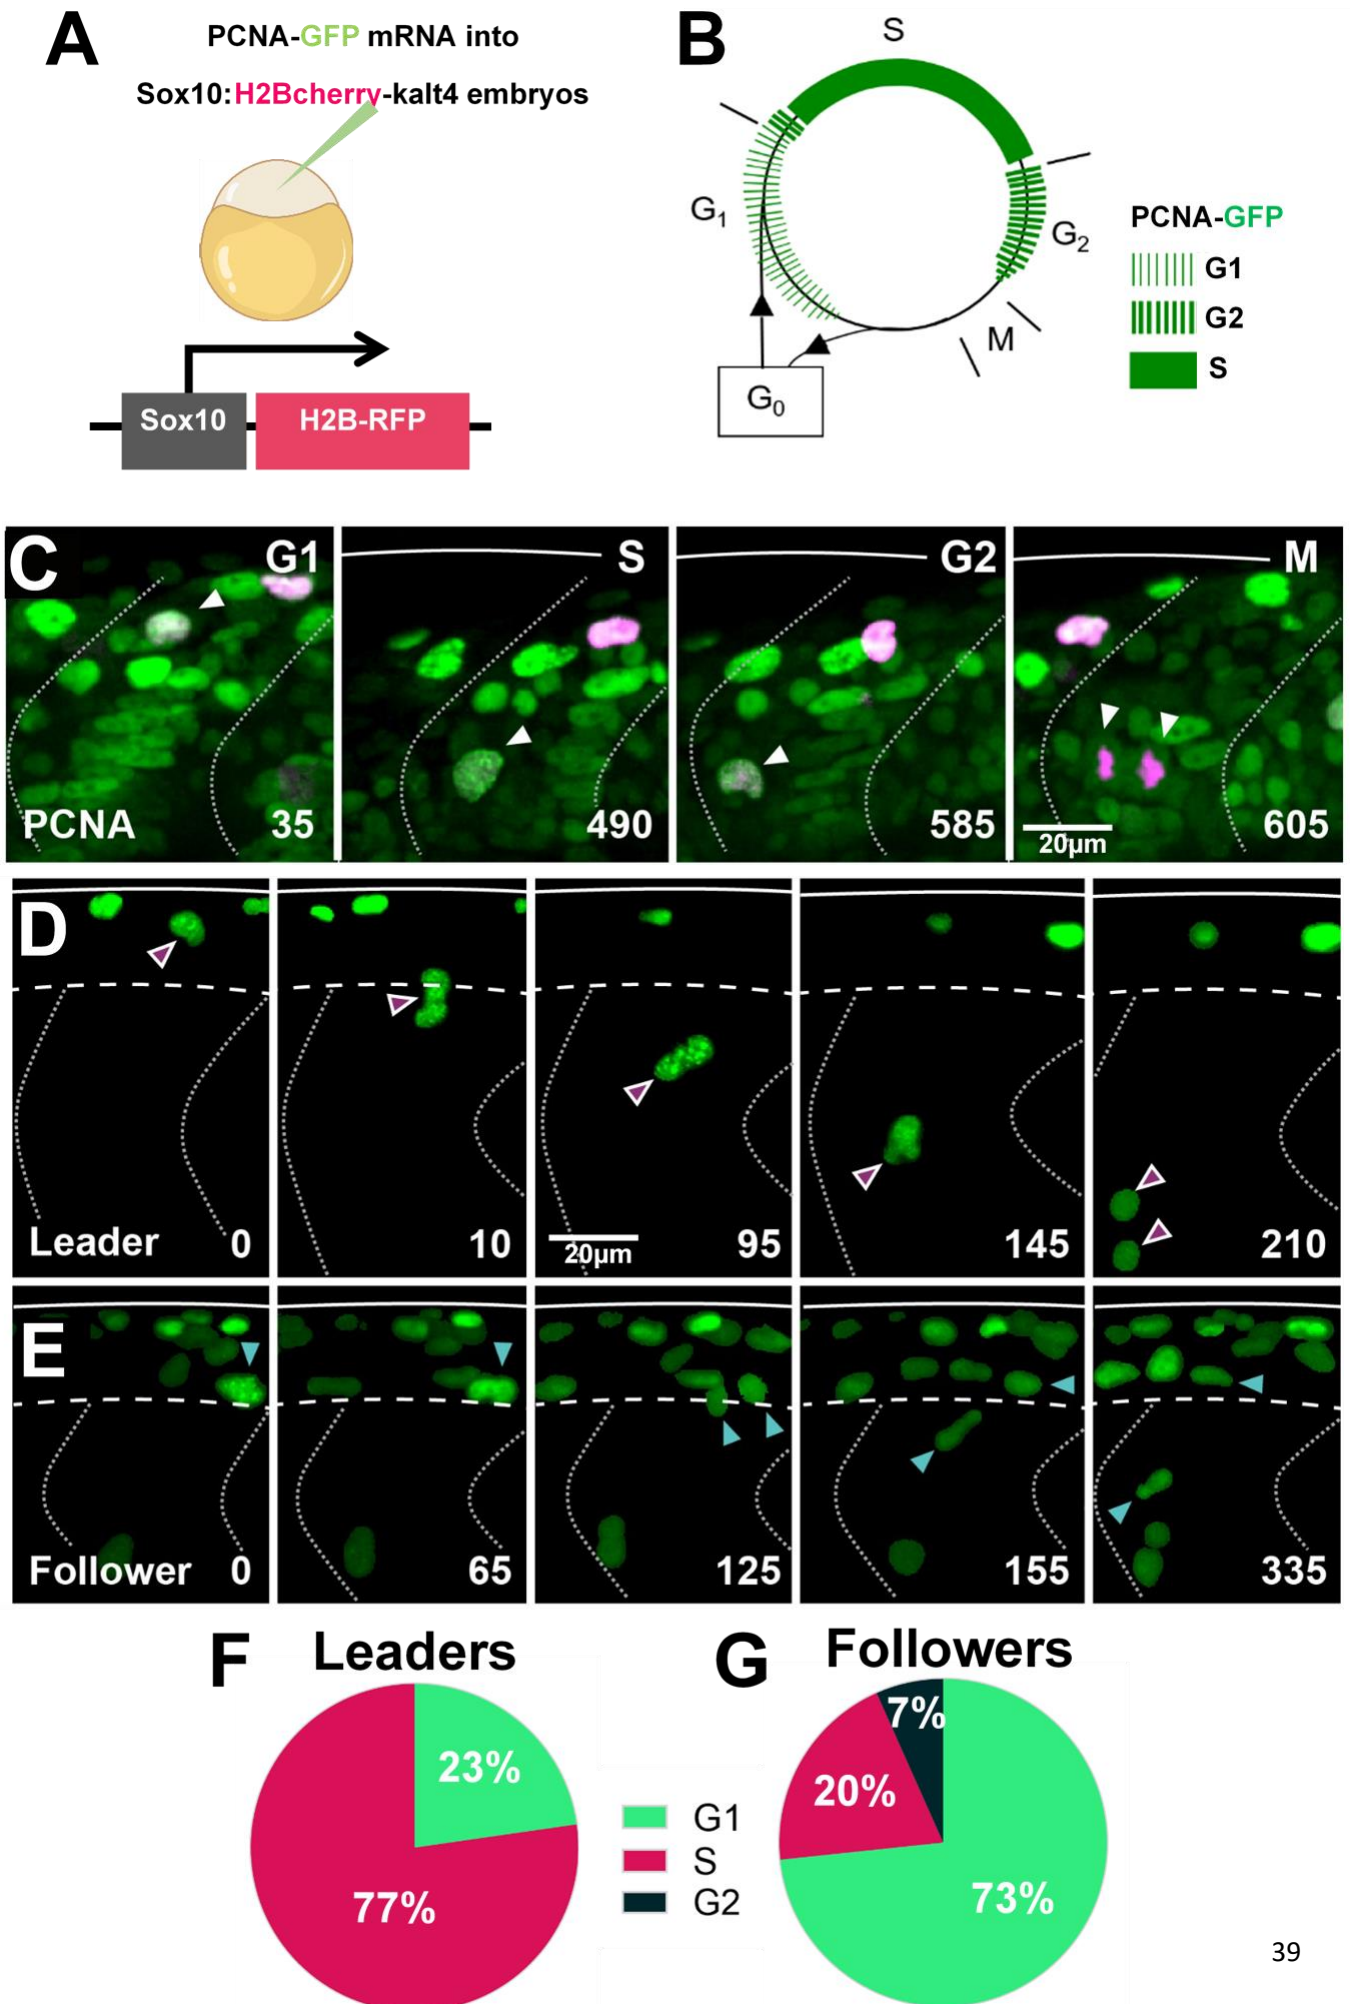 A
PCNA-GFP mRNA into
Sox10:H2Bcherry-kalt4 embryos
Sox10
H2B-RFP
B
S
G1
G2
M
G0
PCNA-GFP
G1
G2
S
C
G1
S
G2
M
PCNA
35
490
585
20µm
605
D
Leader
0
10
20µm
95
145
210
E
Follower
0
65
125
155
335
F
Leaders
23%
77%
G1
S
G2
G
Followers
7%
20%
73%
39